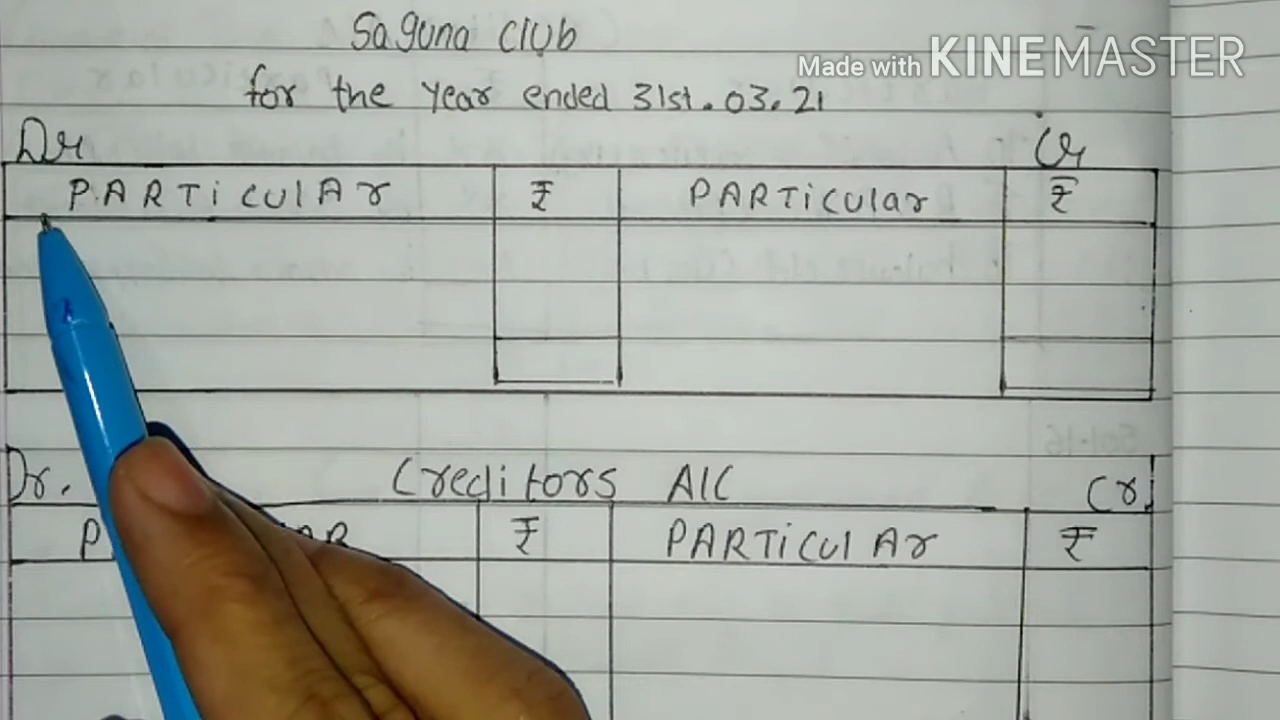 Saguna Club
Made with KINEMASTER
for the Year ended 31st.03.21
Dr Cr
PARTiculAr ₹ PARTicular ₹
Dr. Creditors A/C Cr.
₹ PARTiculAr ₹